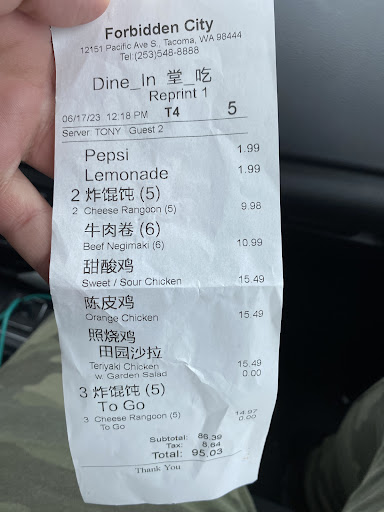 Forbidden City
12151 Pacific Ave S., Tacoma, WA 98444
Tel:(253)548-8888
Dine_In 堂_吃
Reprint 1
06/17/23 12:18 PM T4 5
Server: TONY Guest 2
Pepsi 1.99
Lemonade 1.99
2 炸馄饨 (5)
2 Cheese Rangoon (5) 9.98
牛肉卷 (6)
Beef Negimaki (6) 10.99
甜酸鸡
Sweet / Sour Chicken 15.49
陈皮鸡
Orange Chicken 15.49
照烧鸡
田园沙拉
Teriyaki Chicken 15.49
w. Garden Salad 0.00
3 炸馄饨 (5)
To Go
3 Cheese Rangoon (5) 14.97
To Go 0.00
Subtotal: 86.39
Tax: 8.64
Total: 95.03
Thank You